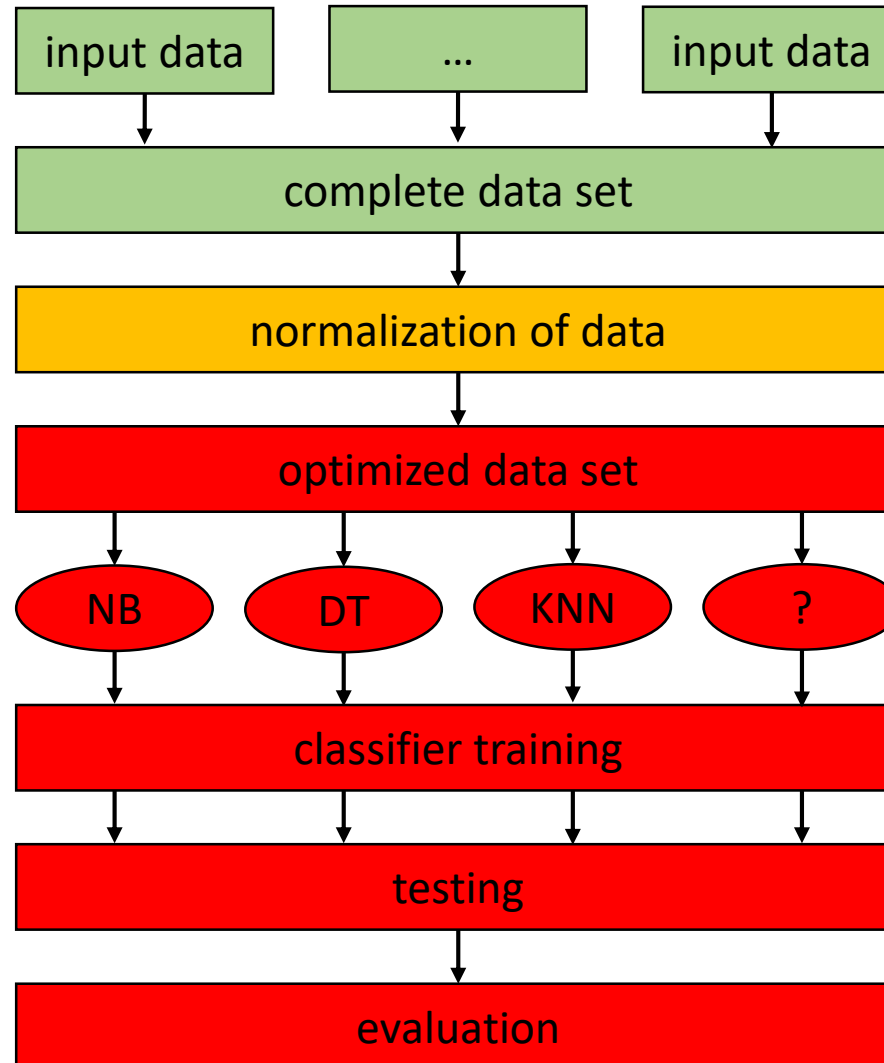 input data
...
input data
complete data set
normalization of data
optimized data set
NB
DT
KNN
?
classifier training
testing
evaluation